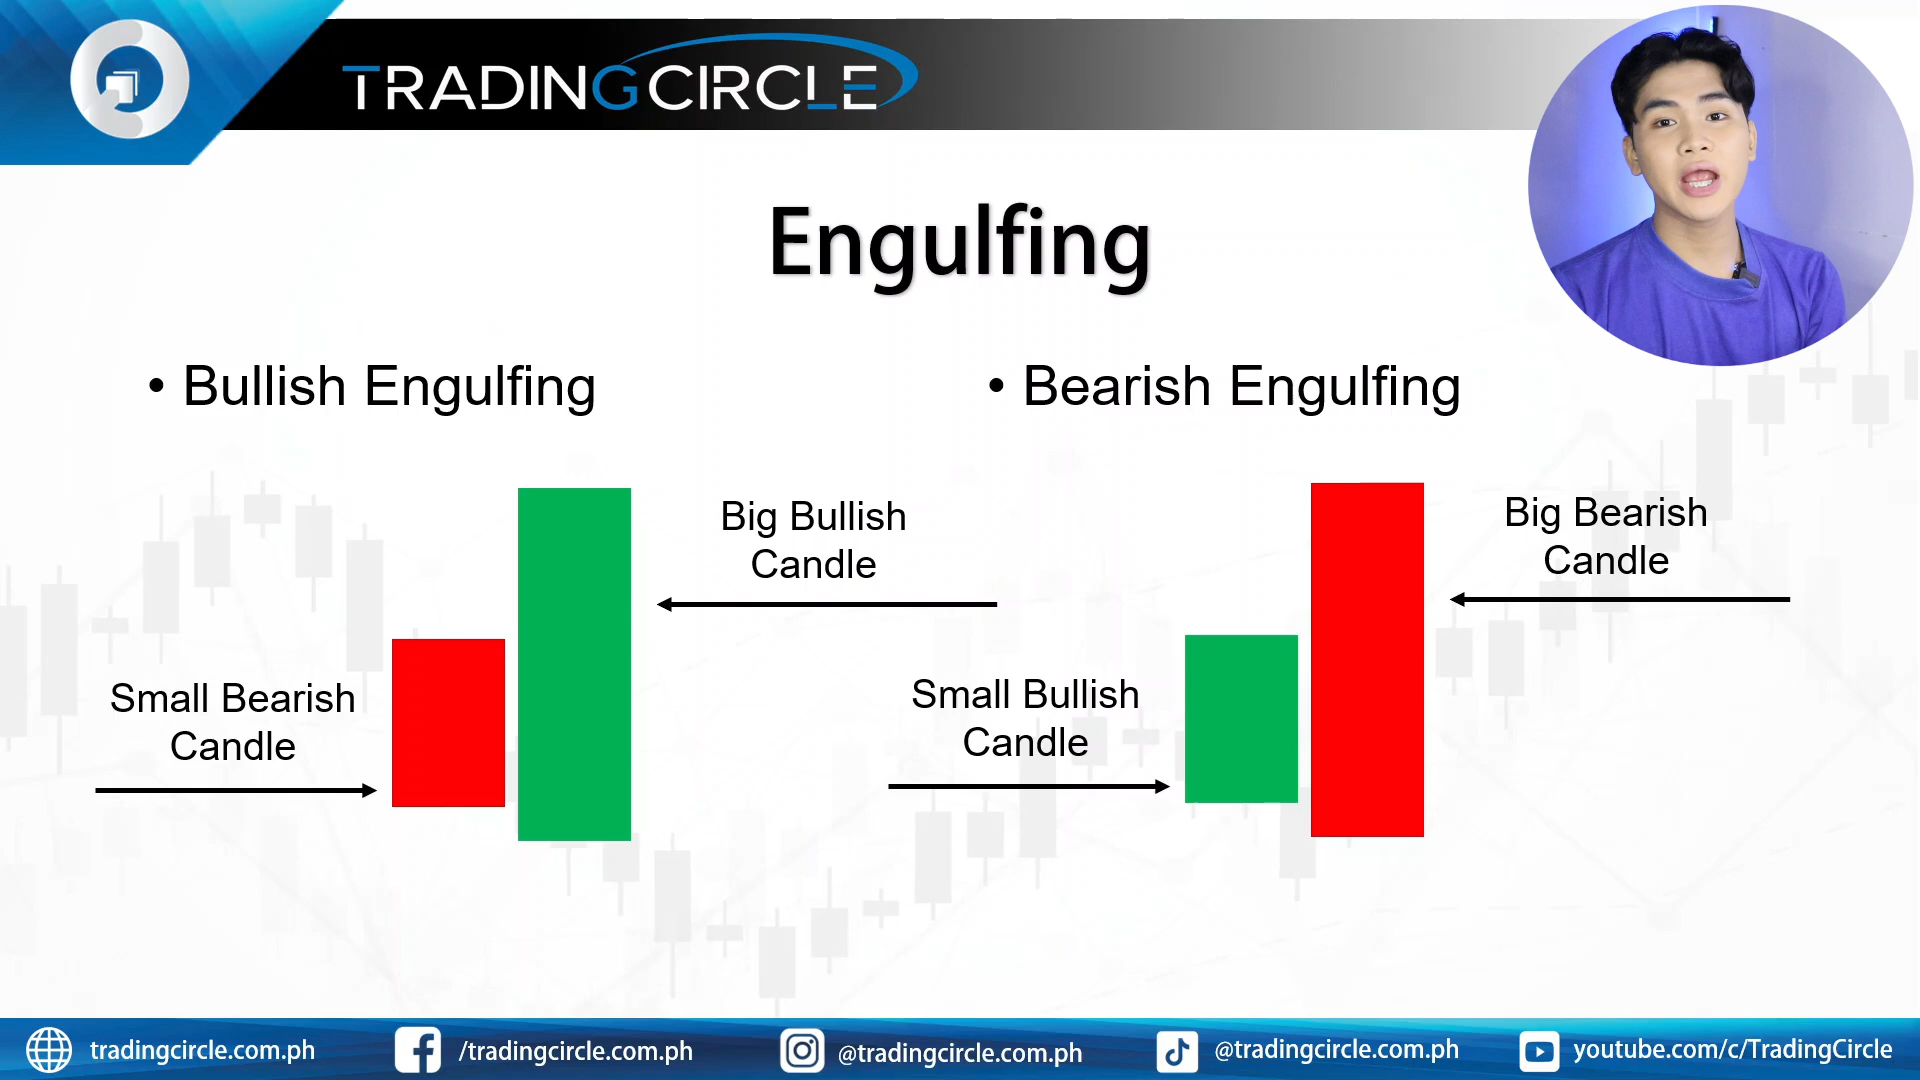 TRADINGCIRCLE
Engulfing
• Bullish Engulfing
• Bearish Engulfing
Big Bullish
Candle
Small Bearish
Candle
Big Bearish
Candle
Small Bullish
Candle
tradingcircle.com.ph
/tradingcircle.com.ph
@tradingcircle.com.ph
@tradingcircle.com.ph
youtube.com/c/TradingCircle